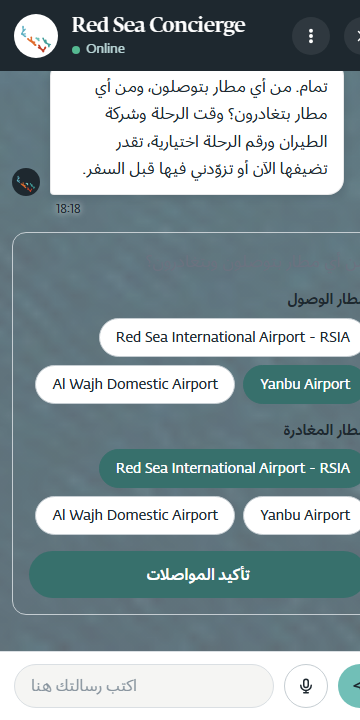 Red Sea Concierge
Online
تمام. من أي مطار بتوصلون، ومن أي
مطار بتغادرون؟ وقت الرحلة وشركة
الطيران ورقم الرحلة اختيارية، تقدر
تضيفها الآن أو تزوّدني فيها قبل السفر.
18:18
مطار الوصول
Red Sea International Airport - RSIA
Yanbu Airport
Al Wajh Domestic Airport
مطار المغادرة
Red Sea International Airport - RSIA
Yanbu Airport
Al Wajh Domestic Airport
تأكيد المواصلات
اكتب رسالتك هنا